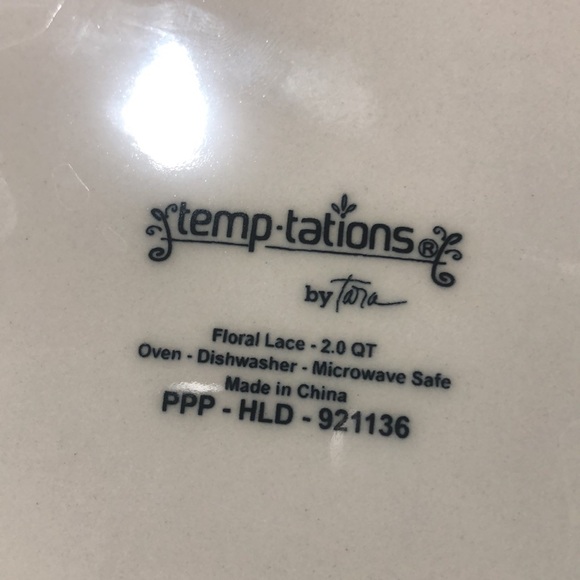 temp-tations®
by Tara
Floral Lace - 2.0 QT
Oven - Dishwasher - Microwave Safe
Made in China
PPP - HLD - 921136